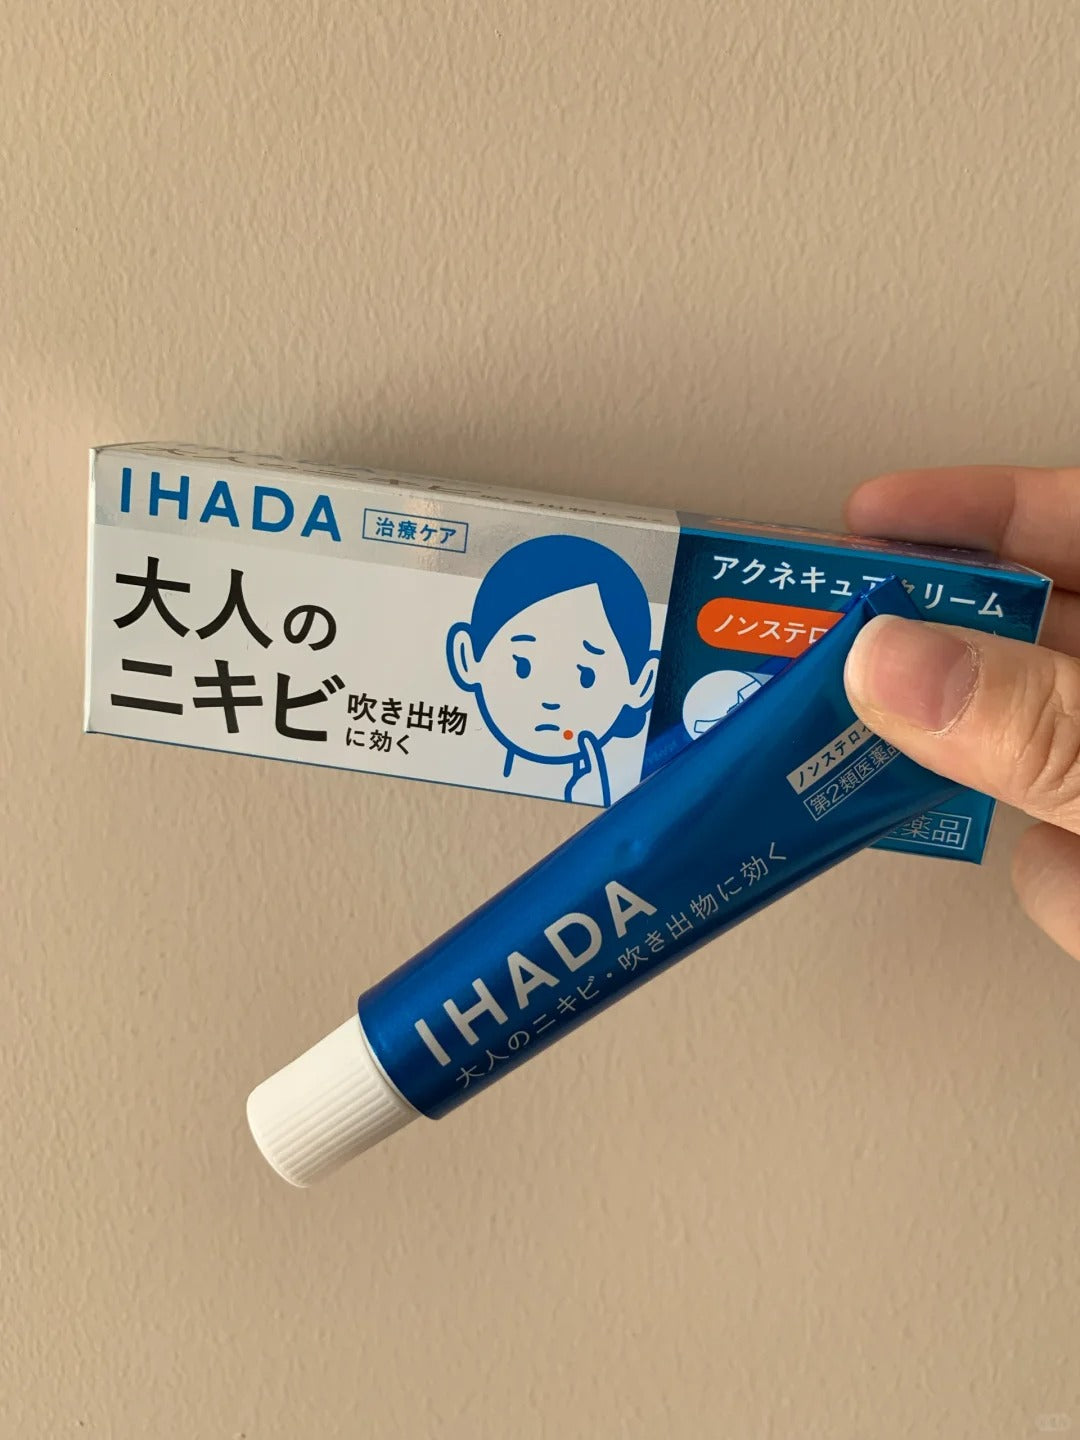 IHADA
治療ケア
大人の
ニキビ
吹き出物
に効く
アクネキュアクリーム
ノンステロ
ノンステロイ
第2類医薬品
薬品
IHADA
大人のニキビ・吹き出物に効く